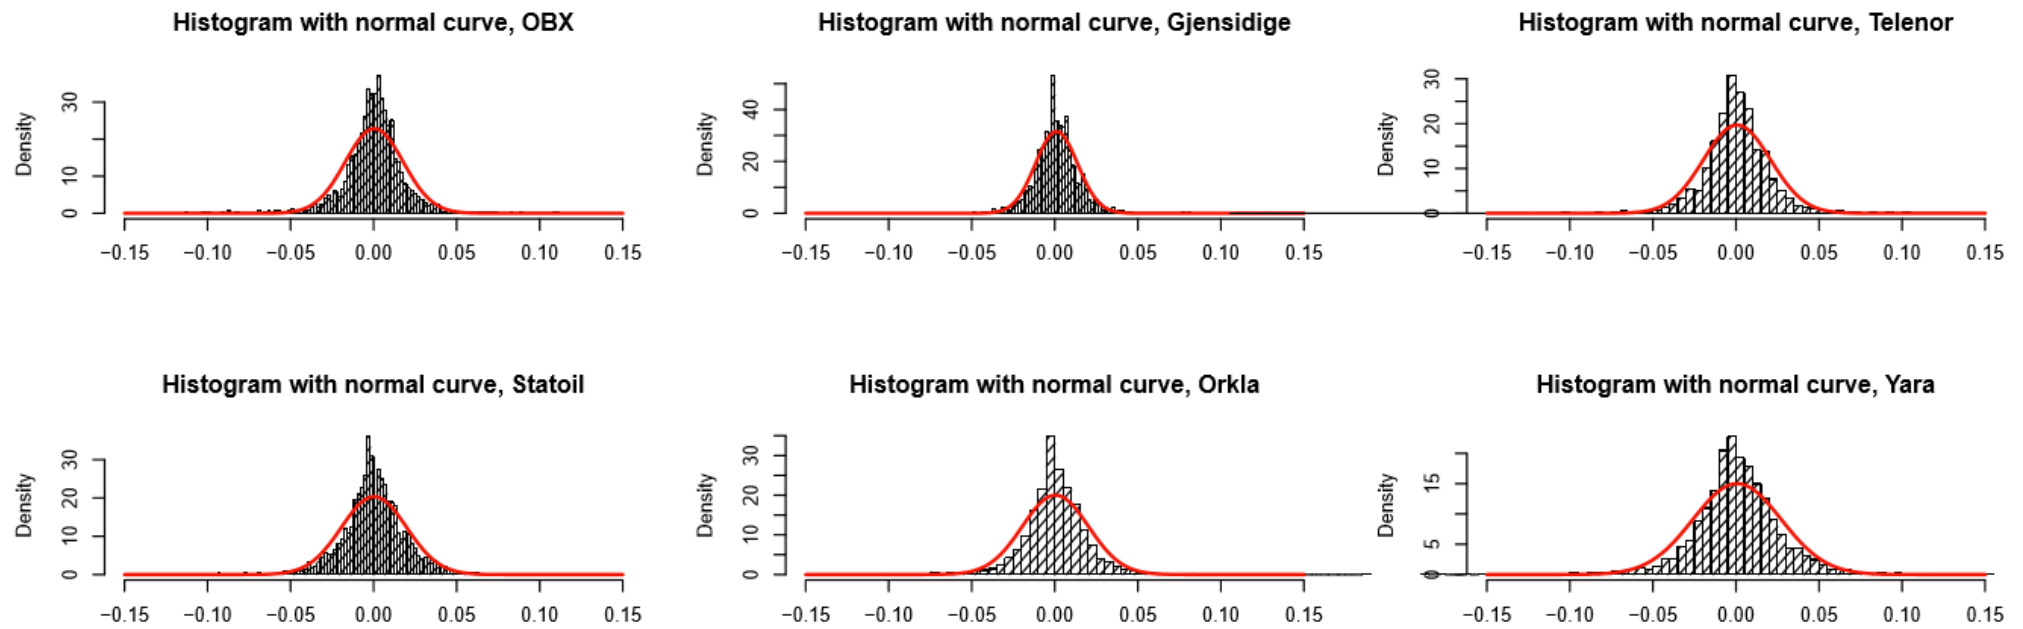 Histogram with normal curve, OBX
Density
0 10 30
−0.15 −0.10 −0.05 0.00 0.05 0.10 0.15
Histogram with normal curve, Gjensidige
Density
0 20 40
−0.15 −0.10 −0.05 0.00 0.05 0.10 0.15
Histogram with normal curve, Telenor
Density
0 10 20 30
−0.15 −0.10 −0.05 0.00 0.05 0.10 0.15
Histogram with normal curve, Statoil
Density
0 10 20 30
−0.15 −0.10 −0.05 0.00 0.05 0.10 0.15
Histogram with normal curve, Orkla
Density
0 10 20 30
−0.15 −0.10 −0.05 0.00 0.05 0.10 0.15
Histogram with normal curve, Yara
Density
0 5 15
−0.15 −0.10 −0.05 0.00 0.05 0.10 0.15